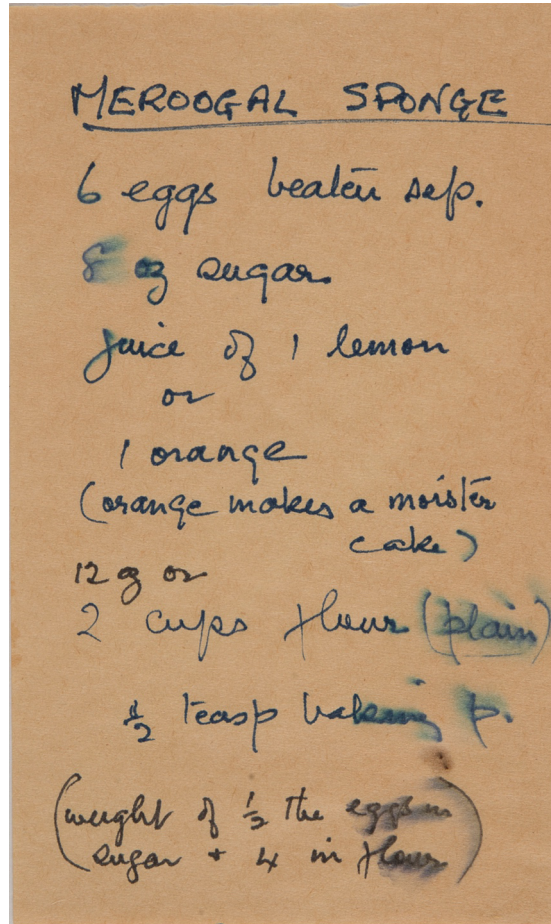 MEROOGAL SPONGE
6 eggs beaten sep.
8 oz sugar
juice of 1 lemon
or
1 orange
(orange makes a moister
cake)
12 oz or
2 cups flour (plain)
½ teasp baking p.
(weight of ½ the eggs in
sugar + 4 in flour)